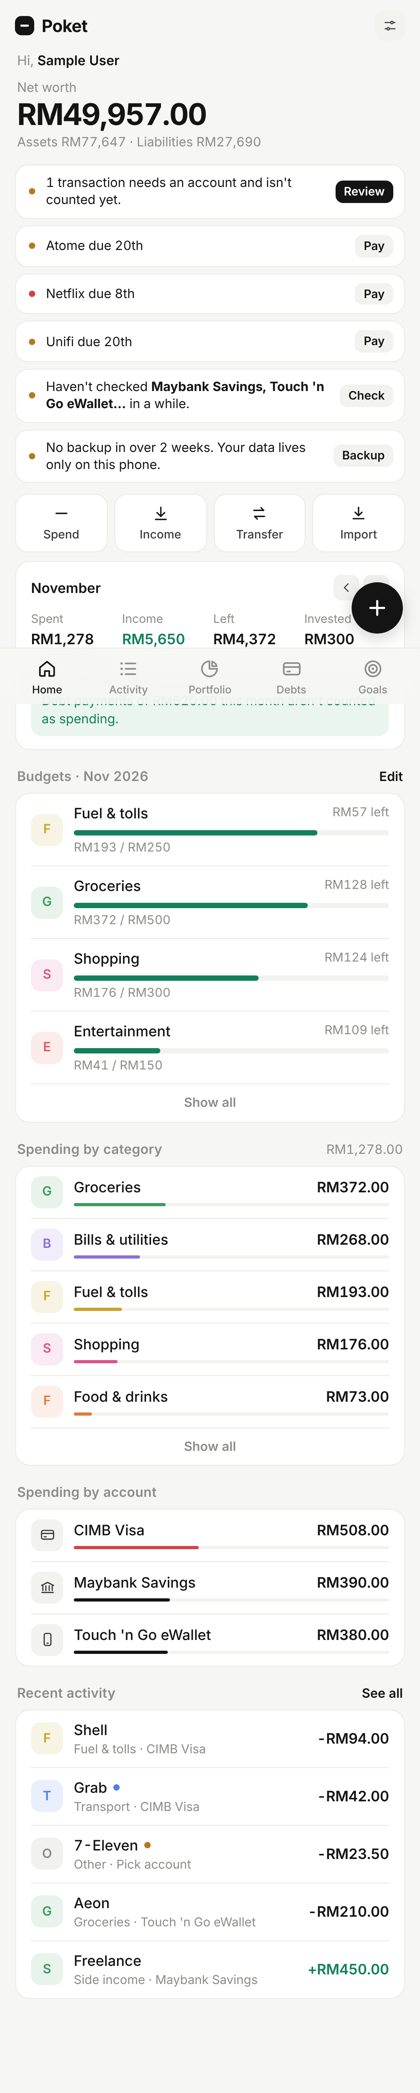 Poket
Hi, Sample User
Net worth
RM49,957.00
Assets RM77,647 · Liabilities RM27,690
1 transaction needs an account and isn't
counted yet.
Review
Atome due 20th
Pay
Netflix due 8th
Pay
Unifi due 20th
Pay
Haven't checked Maybank Savings, Touch 'n
Go eWallet... in a while.
Check
No backup in over 2 weeks. Your data lives
only on this phone.
Backup
Spend
Income
Transfer
Import
November
Spent
Income
Left
Invested
RM1,278
RM5,650
RM4,372
RM300
Home
Activity
Portfolio
Debts
Goals
as spending.
Budgets · Nov 2026
Edit
F
Fuel & tolls
RM57 left
RM193 / RM250
G
Groceries
RM128 left
RM372 / RM500
S
Shopping
RM124 left
RM176 / RM300
E
Entertainment
RM109 left
RM41 / RM150
Show all
Spending by category
RM1,278.00
G
Groceries
RM372.00
B
Bills & utilities
RM268.00
F
Fuel & tolls
RM193.00
S
Shopping
RM176.00
F
Food & drinks
RM73.00
Show all
Spending by account
CIMB Visa
RM508.00
Maybank Savings
RM390.00
Touch 'n Go eWallet
RM380.00
Recent activity
See all
F
Shell
-RM94.00
Fuel & tolls · CIMB Visa
T
Grab
-RM42.00
Transport · CIMB Visa
O
7-Eleven
-RM23.50
Other · Pick account
G
Aeon
-RM210.00
Groceries · Touch 'n Go eWallet
S
Freelance
+RM450.00
Side income · Maybank Savings